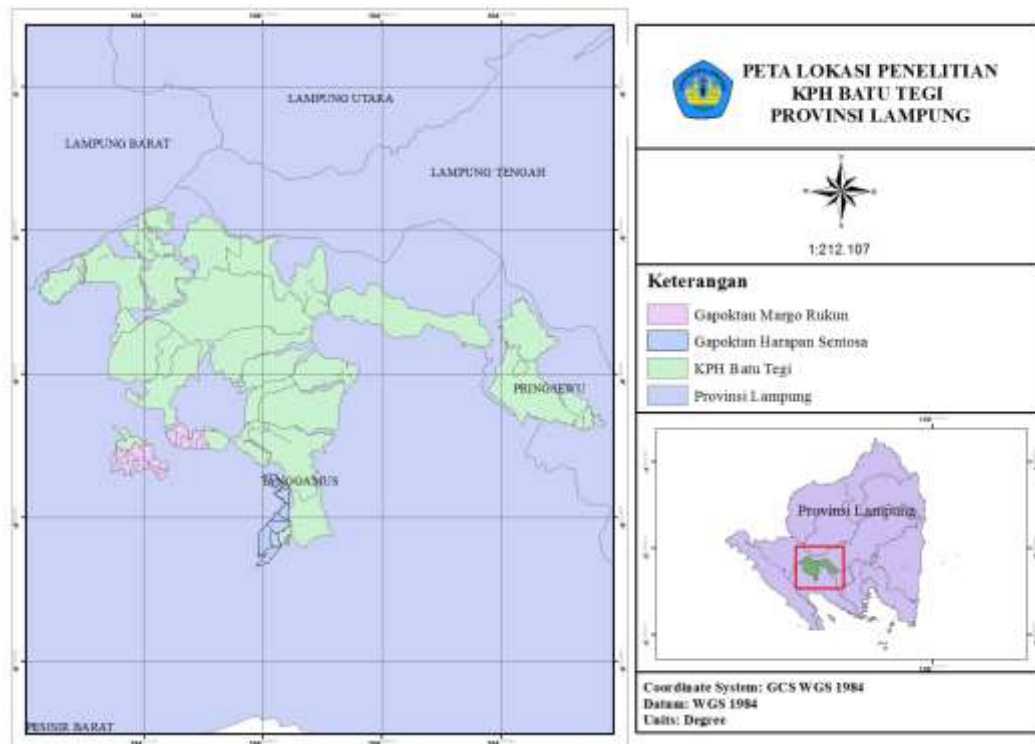 LAMPUNG UTARA
LAMPUNG BARAT
LAMPUNG TENGAH
PRINGSEWU
TANGGAMUS
PESISIR BARAT
PETA LOKASI PENELITIAN
KPH BATU TEGI
PROVINSI LAMPUNG
1:212.107
Keterangan
Gapoktan Margo Rukun
Gapoktan Harapan Sentosa
KPH Batu Tegi
Provinsi Lampung
Provinsi Lampung
Coordinate System: GCS WGS 1984
Datum: WGS 1984
Units: Degree